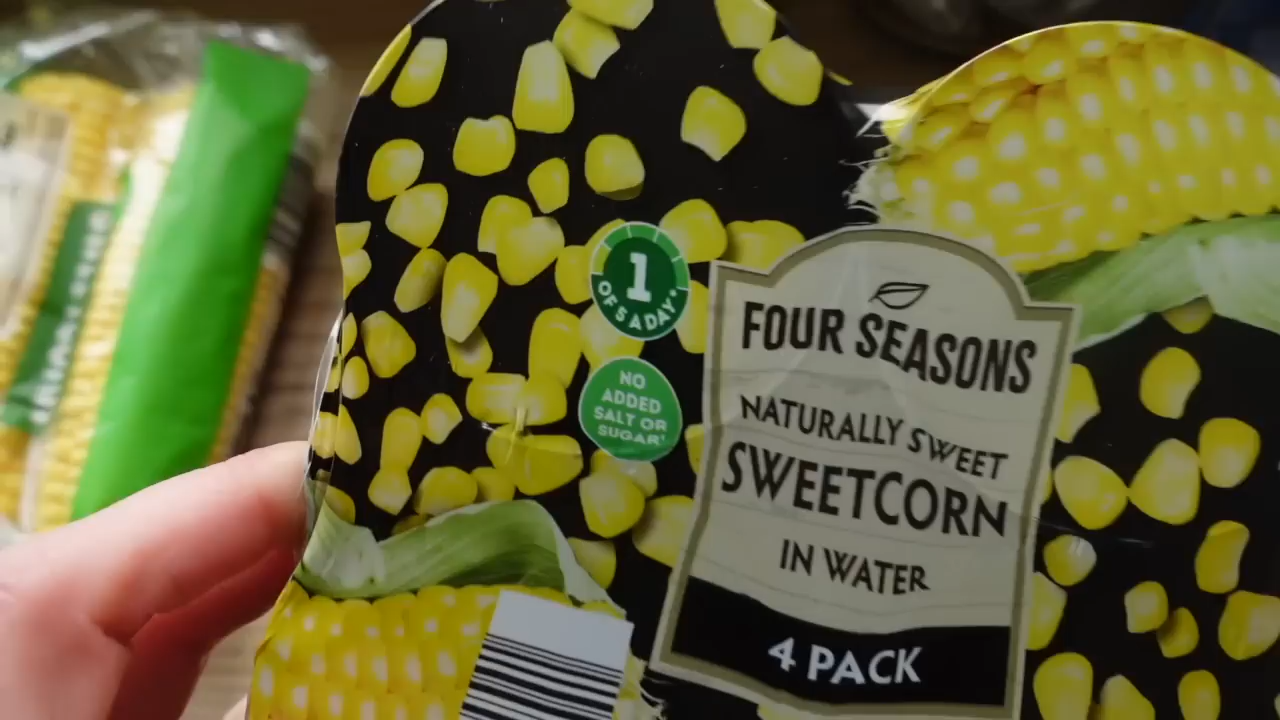 1
OF 5 A DAY*
NO
ADDED
SALT OR
SUGAR†
FOUR SEASONS
NATURALLY SWEET
SWEETCORN
IN WATER
4 PACK